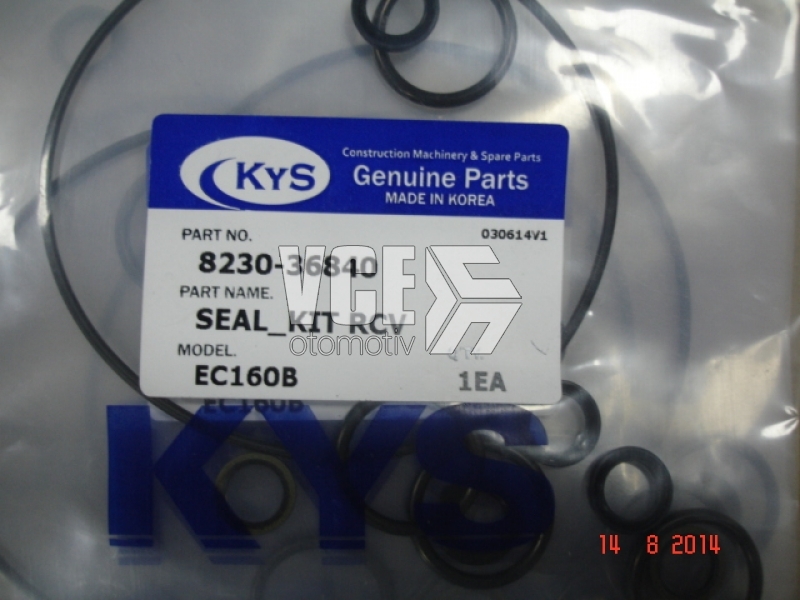 KYS
Construction Machinery & Spare Parts
Genuine Parts
MADE IN KOREA
PART NO.
030614V1
8230-36840
PART NAME.
SEAL_KIT RCV
MODEL.
EC160B
1EA
VCE
otomotiv
EC160B
KYS
14 8 2014